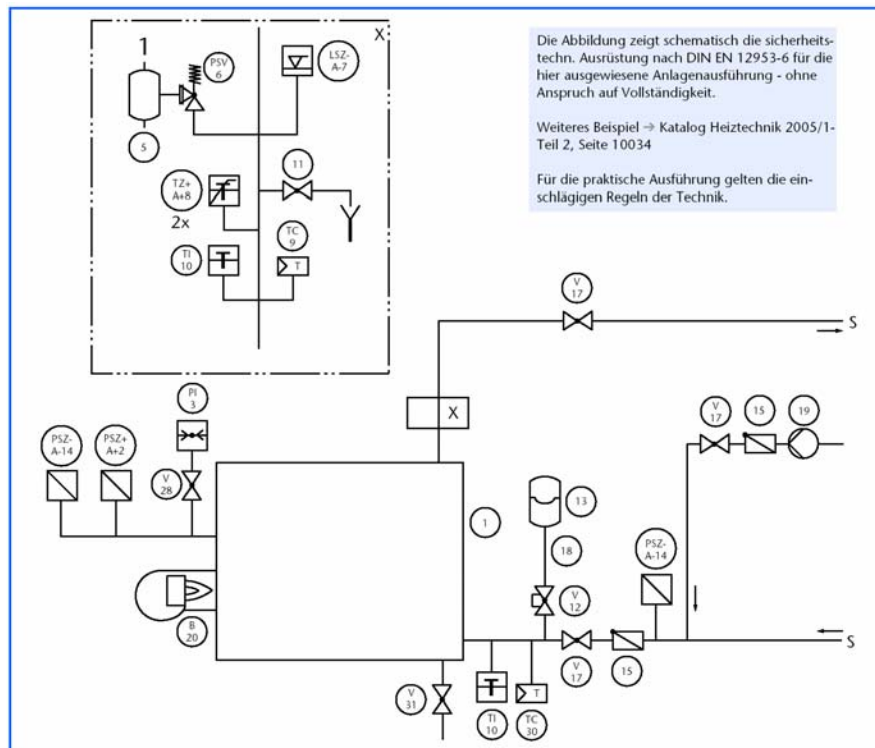 X
1
PSV
6
LSZ-
A-7
5
11
TZ+
A+8
2x
TC
9
TI
10
T
T
Die Abbildung zeigt schematisch die sicherheits-
techn. Ausrüstung nach DIN EN 12953-6 für die
hier ausgewiesene Anlagenausführung - ohne
Anspruch auf Vollständigkeit.
Weiteres Beispiel → Katalog Heiztechnik 2005/1-
Teil 2, Seite 10034
Für die praktische Ausführung gelten die ein-
schlägigen Regeln der Technik.
V
17
S
X
PI
3
PSZ-
A-14
PSZ+
A+2
V
28
V
17
15
19
13
1
18
PSZ-
A-14
V
12
B
20
S
V
17
15
V
31
T
T
TI
10
TC
30